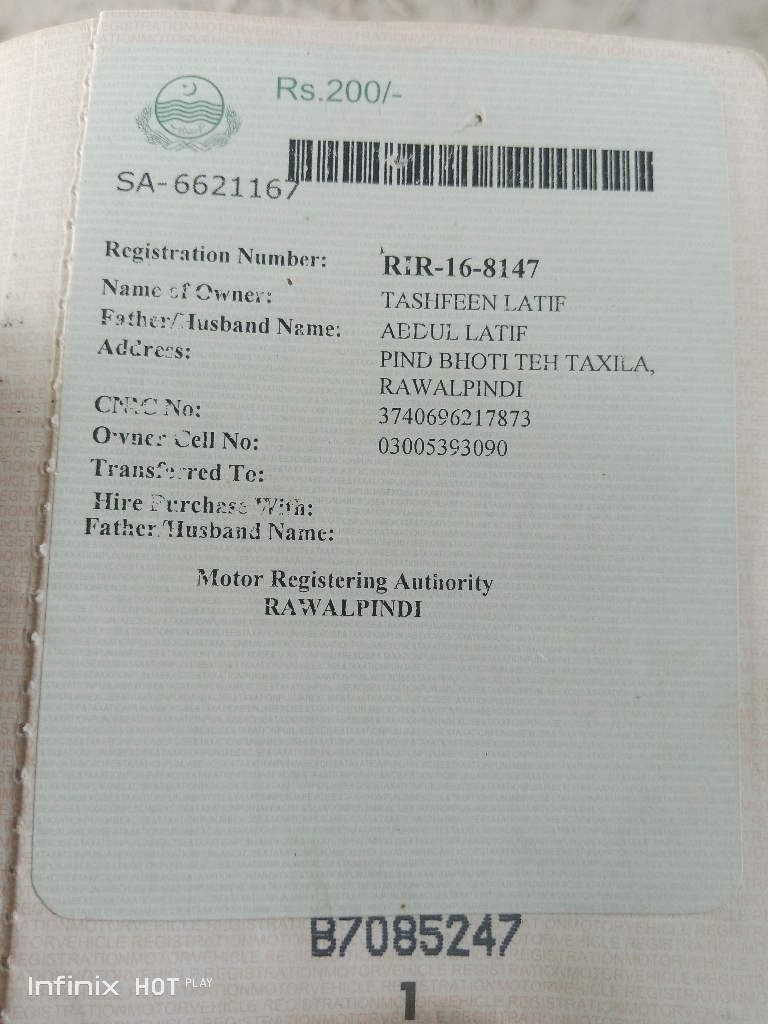 Rs.200/-
SA-6621167
Registration Number: RIR-16-8147
Name of Owner: TASHFEEN LATIF
Father/Husband Name: ABDUL LATIF
Address: PIND BHOTI TEH TAXILA,
RAWALPINDI
CNIC No: 3740696217873
Owner Cell No: 03005393090
Transferred To:
Hire Purchase With:
Father/Husband Name:
Motor Registering Authority
RAWALPINDI
B7085247
1
Infinix HOT PLAY